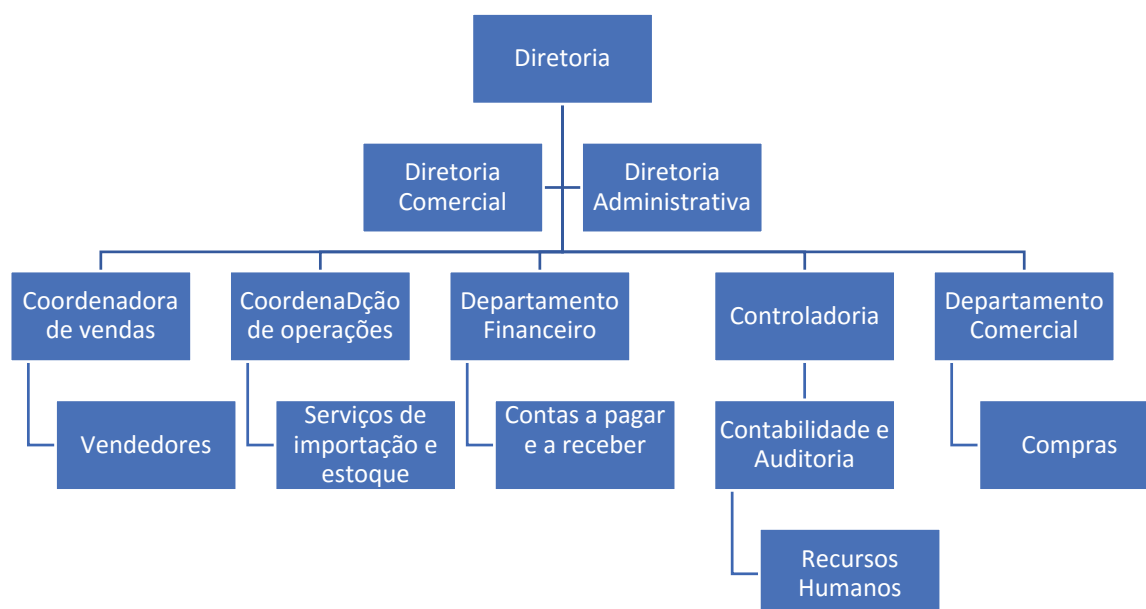 Diretoria
Diretoria
Comercial
Diretoria
Administrativa
Coordenadora
de vendas
CoordenaDção
de operações
Departamento
Financeiro
Controladoria
Departamento
Comercial
Vendedores
Serviços de
importação e
estoque
Contas a pagar
e a receber
Contabilidade e
Auditoria
Compras
Recursos
Humanos